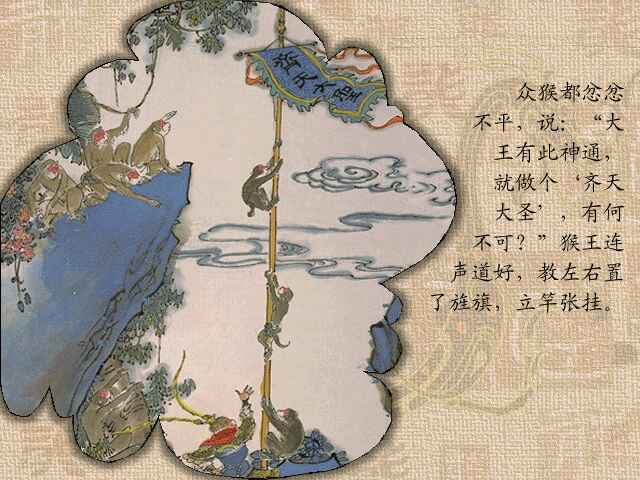 齐天大圣
众猴都忿忿
不平，说：“大
王有此神通，
就做个‘齐天
大圣’，有何
不可？”猴王连
声道好，教左右置
了旌旗，立竿张挂。